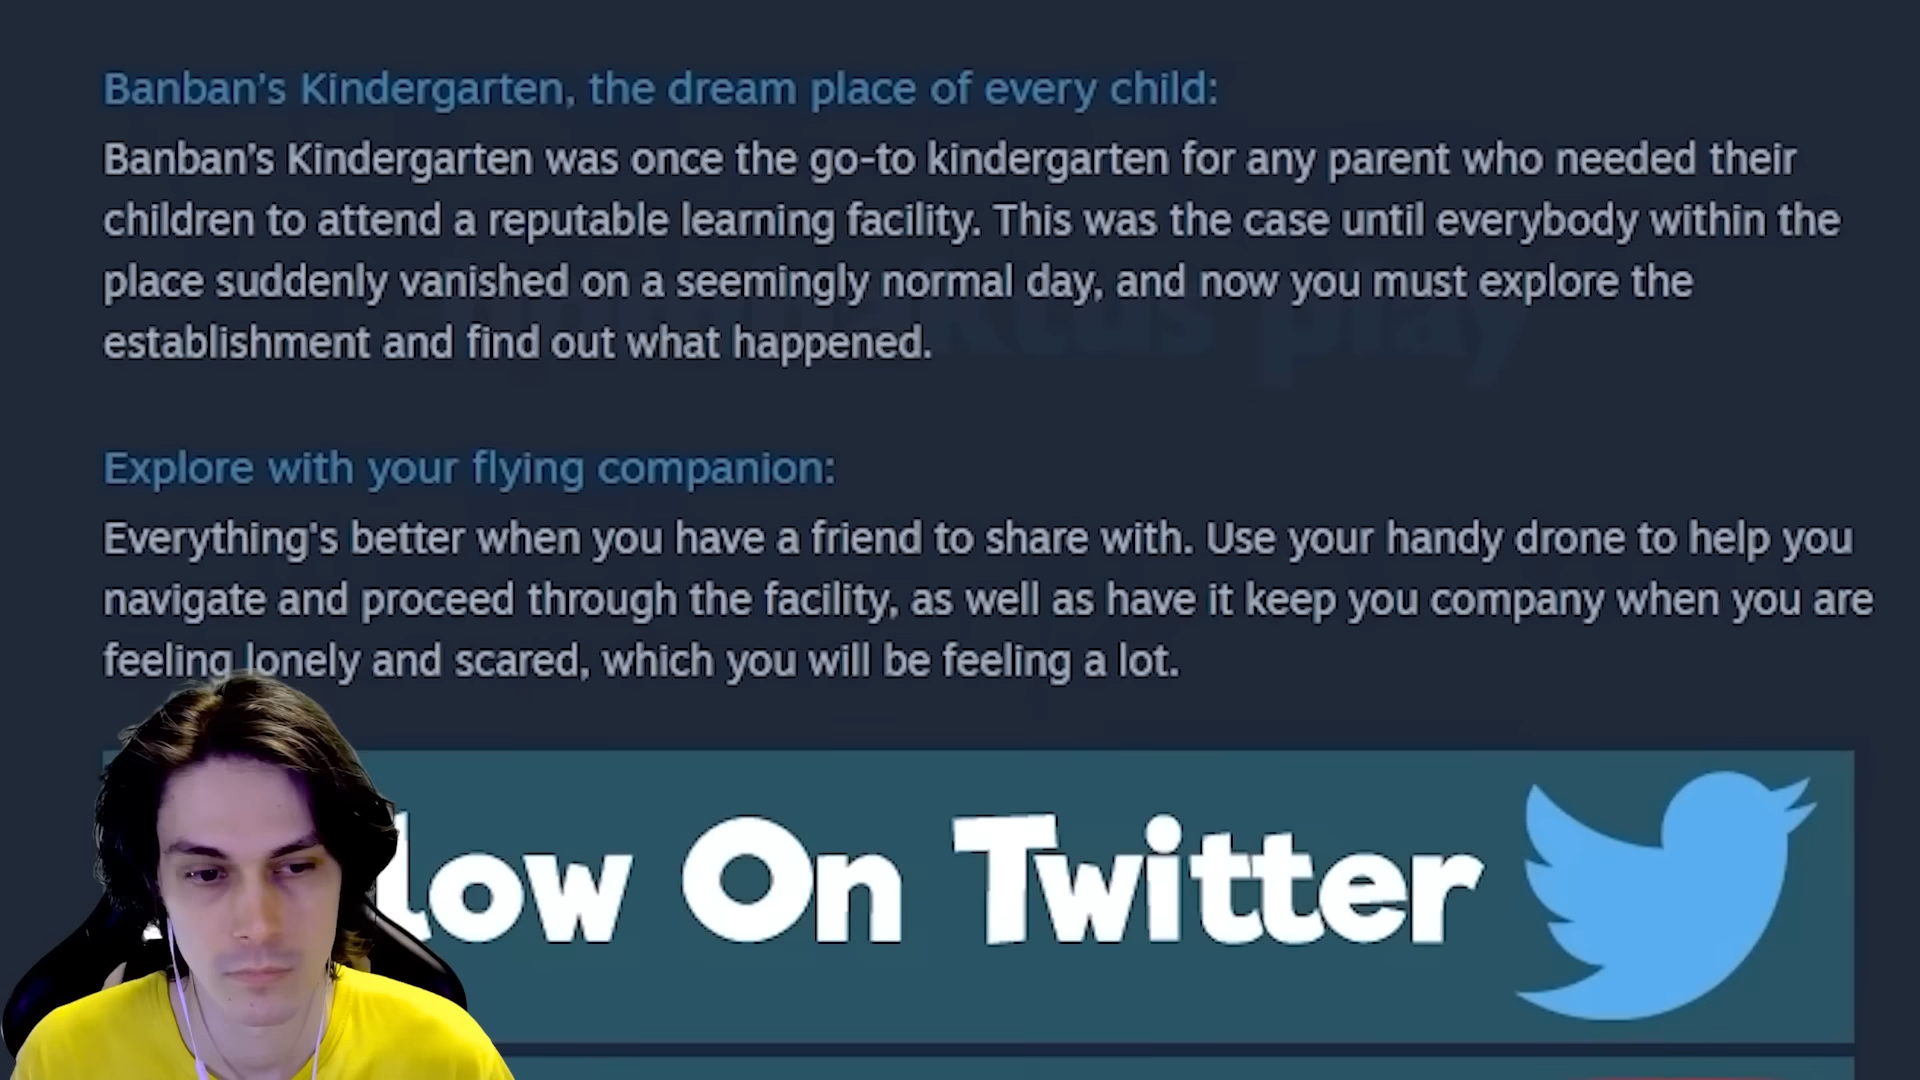 Banban's Kindergarten, the dream place of every child:
Banban's Kindergarten was once the go-to kindergarten for any parent who needed their
children to attend a reputable learning facility. This was the case until everybody within the
place suddenly vanished on a seemingly normal day, and now you must explore the
establishment and find out what happened.
Explore with your flying companion:
Everything's better when you have a friend to share with. Use your handy drone to help you
navigate and proceed through the facility, as well as have it keep you company when you are
feeling lonely and scared, which you will be feeling a lot.
low On Twitter